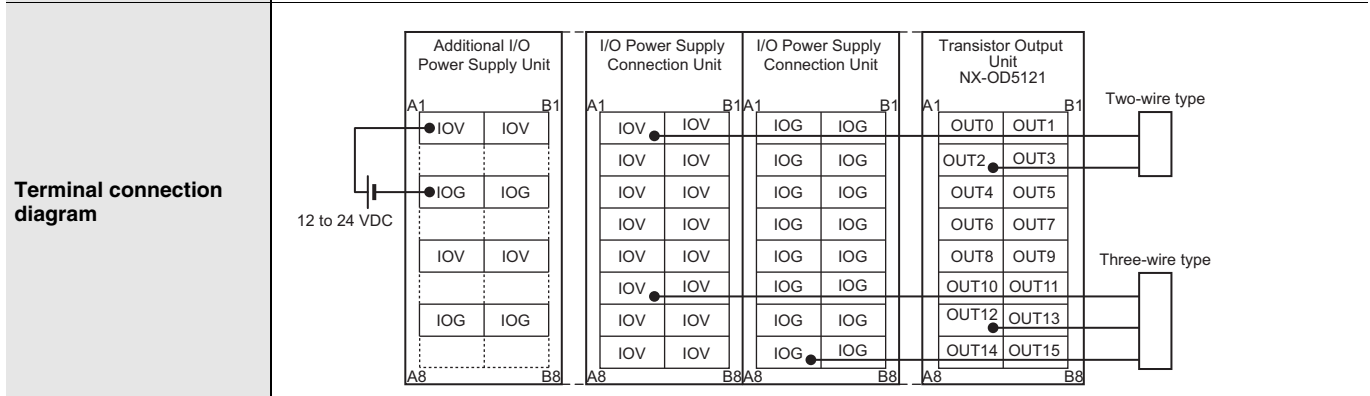 Terminal connection
diagram
Additional I/O
Power Supply Unit
I/O Power Supply
Connection Unit
I/O Power Supply
Connection Unit
Transistor Output
Unit
NX-OD5121
A1 B1 A1 B1 A1 B1 A1 B1
Two-wire type
IOV IOV IOV IOV IOG IOG OUT0 OUT1
IOV IOV IOG IOG OUT2 OUT3
IOG IOG IOV IOV IOG IOG OUT4 OUT5
12 to 24 VDC
IOV IOV IOG IOG OUT6 OUT7
IOV IOV IOV IOV IOG IOG OUT8 OUT9
Three-wire type
IOV IOV IOG IOG OUT10 OUT11
IOG IOG IOV IOV IOG IOG OUT12 OUT13
IOV IOV IOG IOG OUT14 OUT15
A8 B8 A8 B8 A8 B8 A8 B8